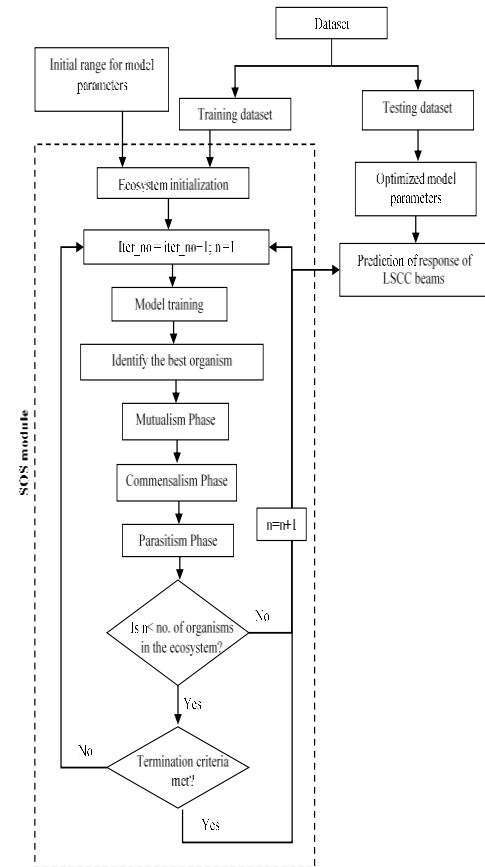 Dataset
Initial range for model
parameters
Training dataset
Testing dataset
Ecosystem initialization
Optimized model
parameters
Iter_no = iter_no+1; n=1
Prediction of response of
LSCC beams
Model training
Identify the best organism
Mutualism Phase
Commensalism Phase
Parasitism Phase
n=n+1
SOS module
Is n< no. of organisms
in the ecosystem?
No
Yes
Termination criteria
met?
No
Yes